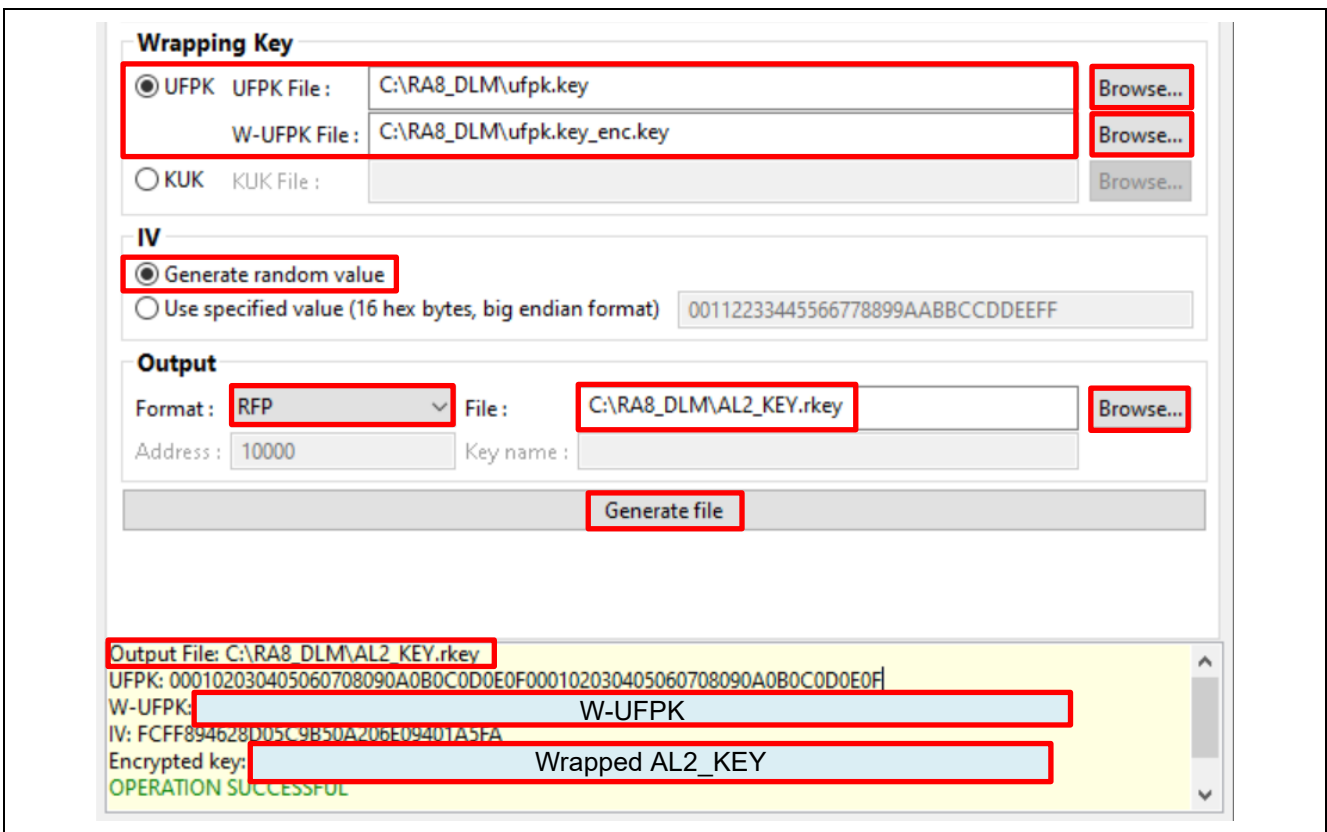 Wrapping Key
UFPK UFPK File : C:\RA8_DLM\ufpk.key Browse...
W-UFPK File : C:\RA8_DLM\ufpk.key_enc.key Browse...
KUK KUK File : Browse...
IV
Generate random value
Use specified value (16 hex bytes, big endian format) 00112233445566778899AABBCCDDEEFF
Output
Format : RFP File : C:\RA8_DLM\AL2_KEY.rkey Browse...
Address : 10000 Key name :
Generate file
Output File: C:\RA8_DLM\AL2_KEY.rkey
UFPK: 000102030405060708090A0B0C0D0E0F000102030405060708090A0B0C0D0E0F
W-UFPK: W-UFPK
IV: FCFF894628D05C9B50A206E09401A5FA
Encrypted key: Wrapped AL2_KEY
OPERATION SUCCESSFUL